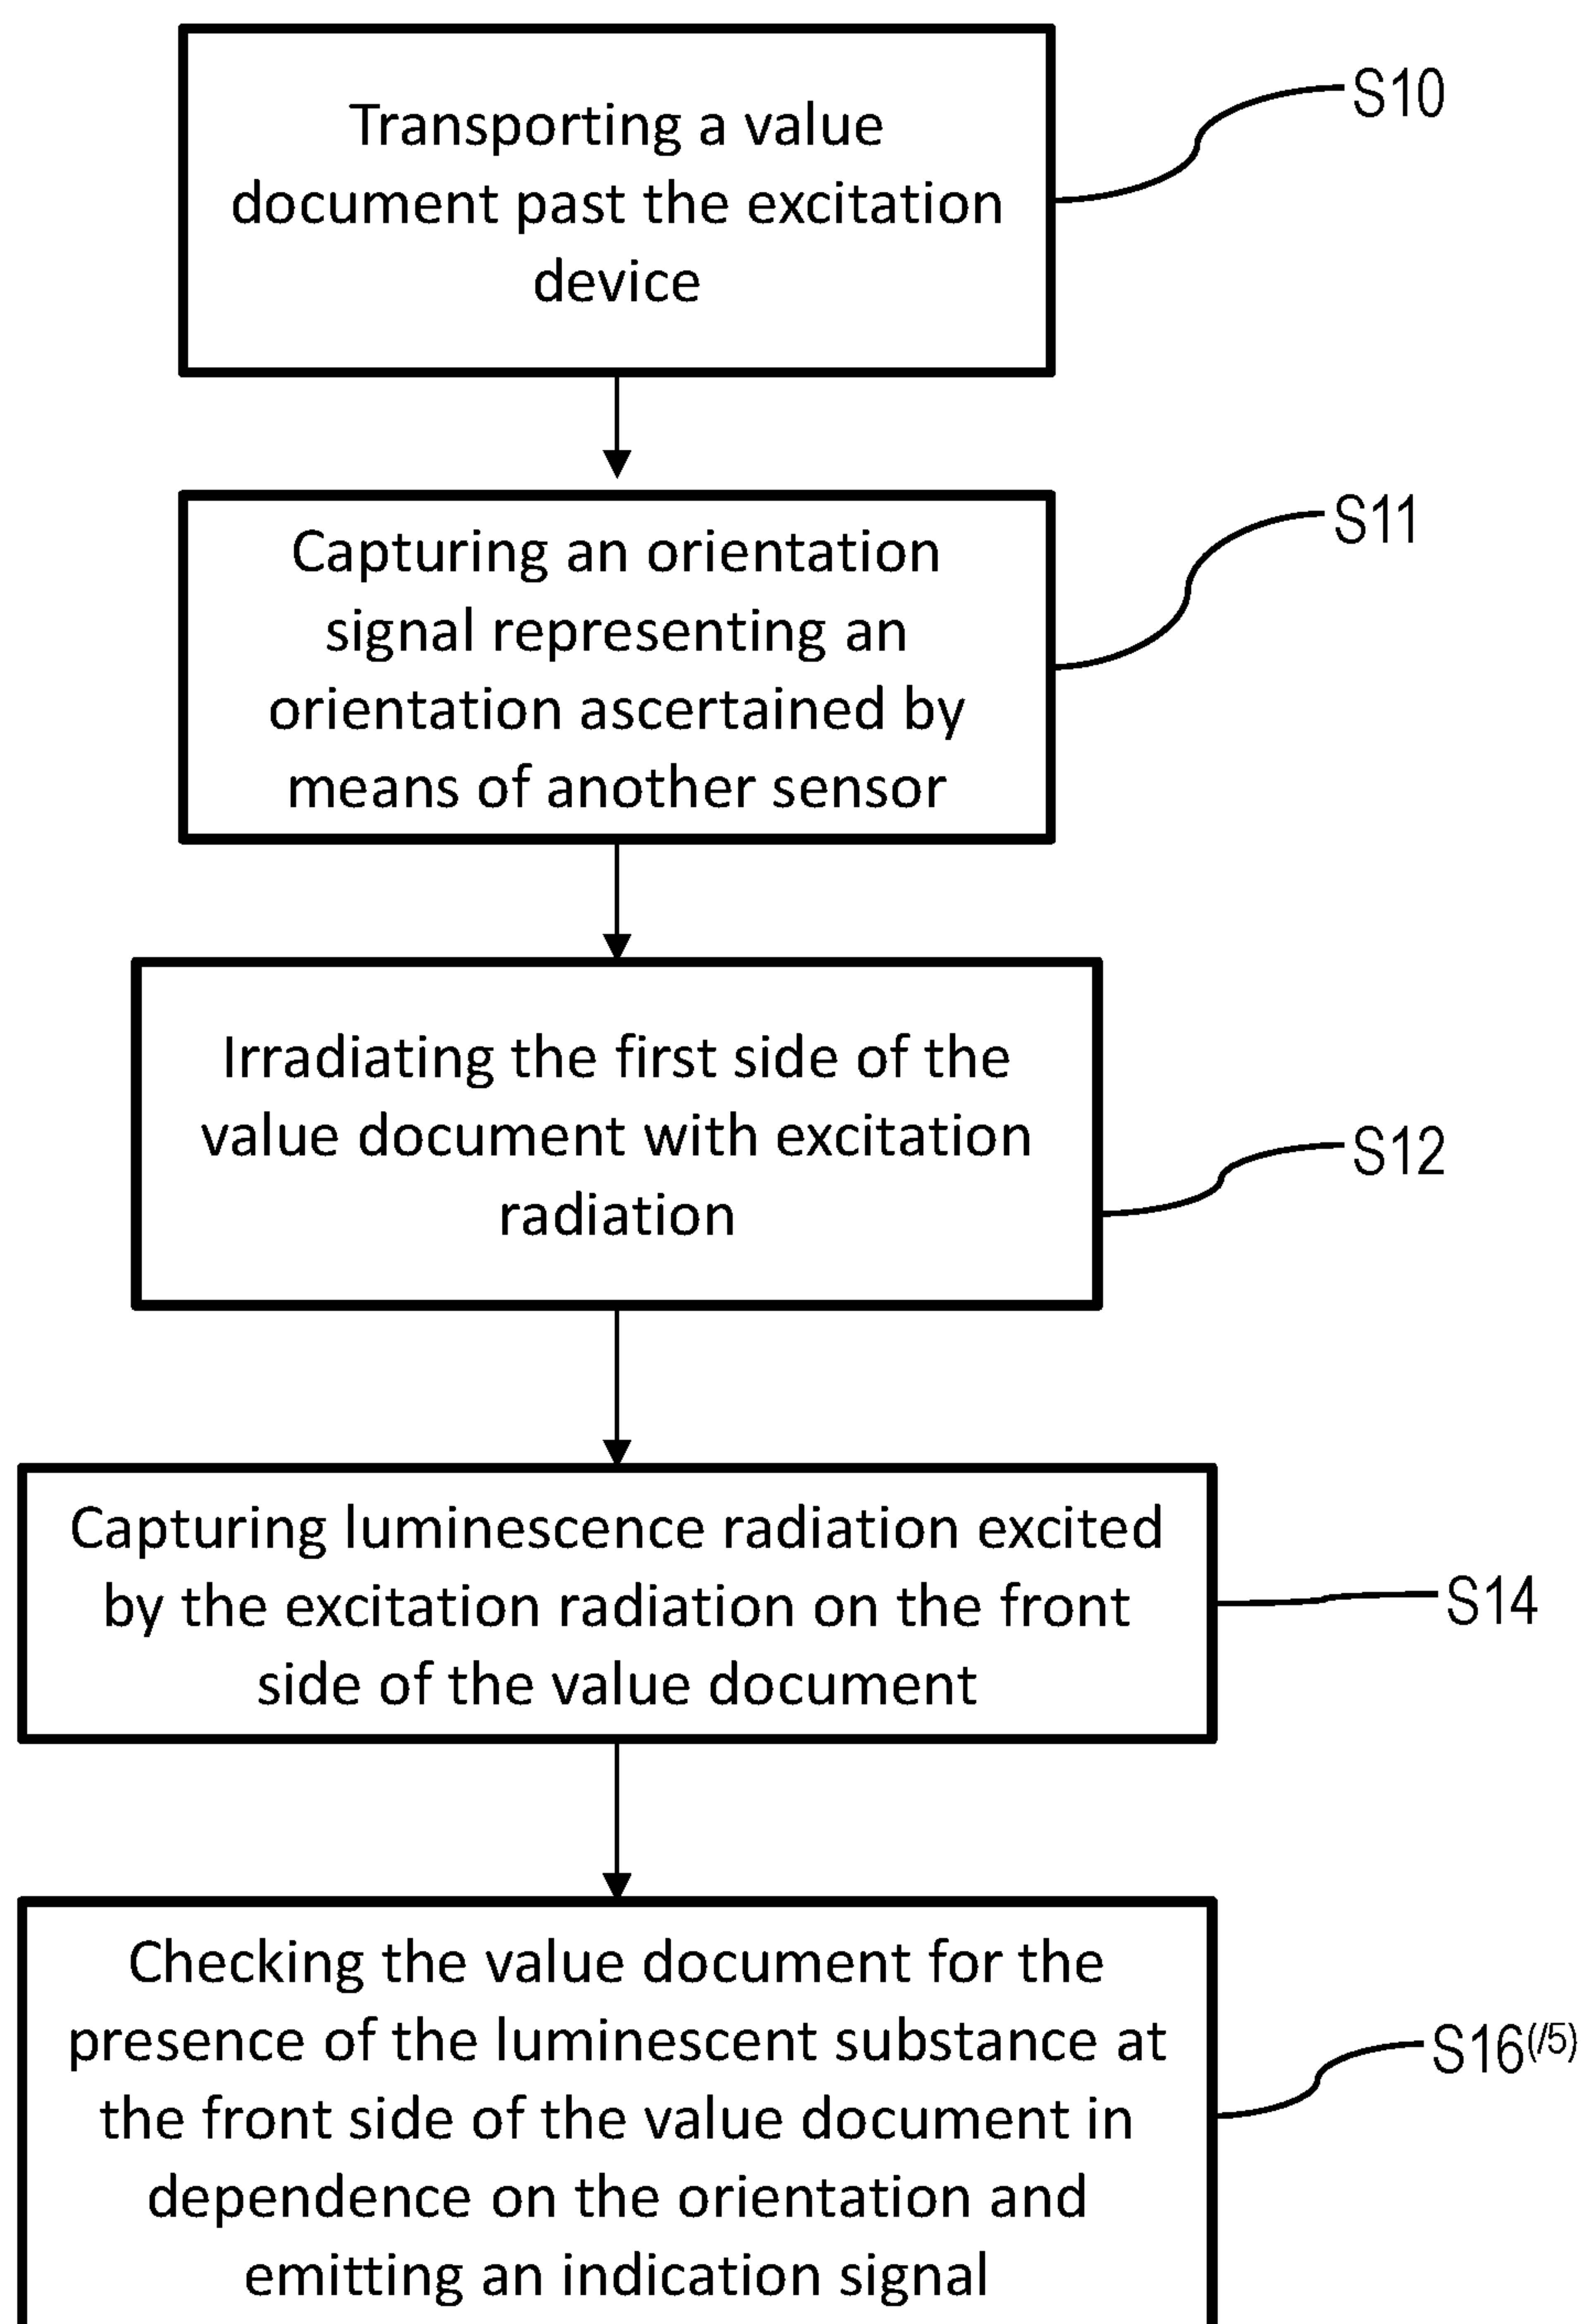 Transporting a value
document past the excitation
device
S10
Capturing an orientation
signal representing an
orientation ascertained by
means of another sensor
S11
Irradiating the first side of the
value document with excitation
radiation
S12
Capturing luminescence radiation excited
by the excitation radiation on the front
side of the value document
S14
Checking the value document for the
presence of the luminescent substance at
the front side of the value document in
dependence on the orientation and
emitting an indication signal
S16(/5)